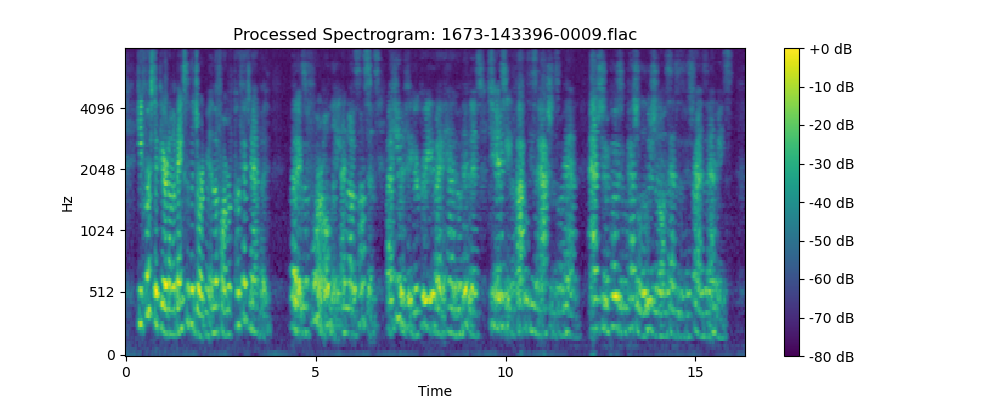 Processed Spectrogram: 1673-143396-0009.flac
Hz
4096
2048
1024
512
0
0 5 10 15
Time
+0 dB
-10 dB
-20 dB
-30 dB
-40 dB
-50 dB
-60 dB
-70 dB
-80 dB